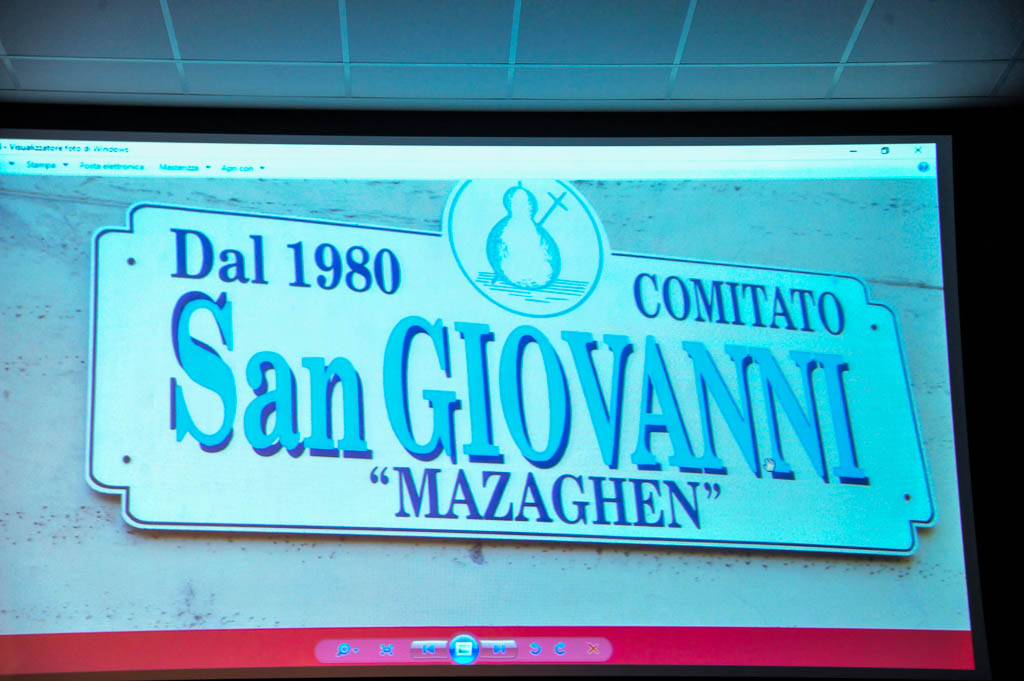 - Visualizzatore foto di Windows
Stampa Posta elettronica Masterizza Apri con
Dal 1980
COMITATO
San GIOVANNI
“MAZAGHEN”